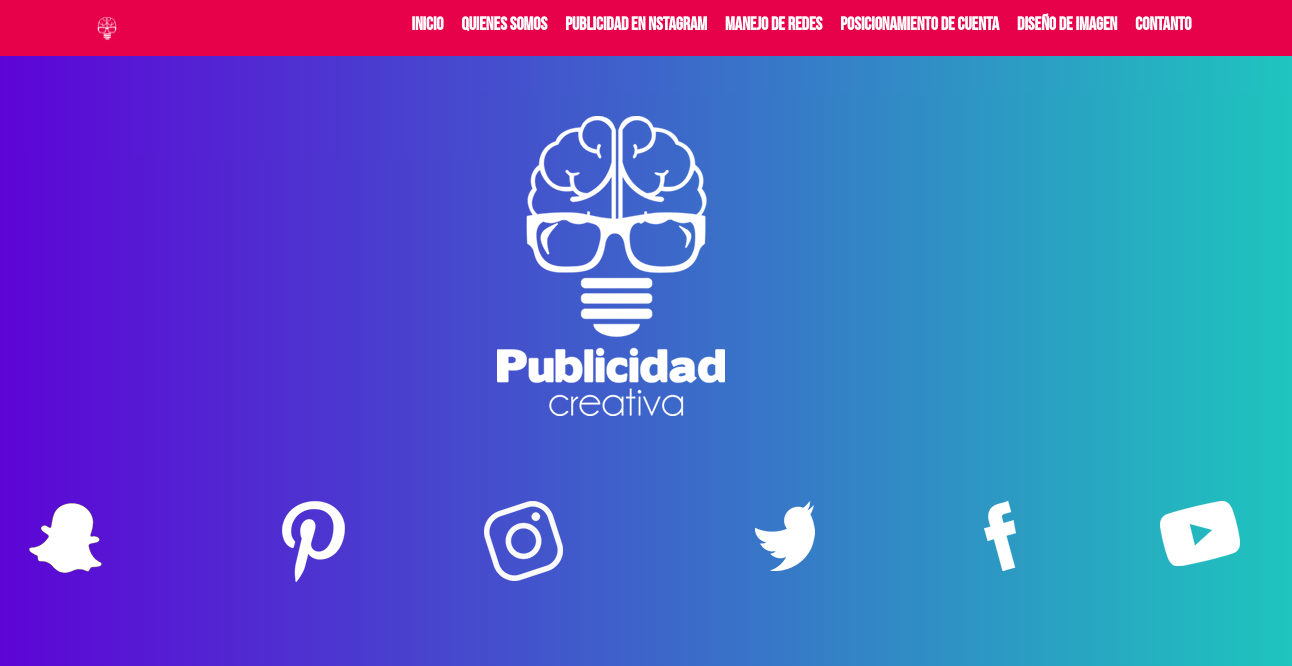 INICIO QUIENES SOMOS PUBLICIDAD EN NSTAGRAM MANEJO DE REDES POSICIONAMIENTO DE CUENTA DISEÑO DE IMAGEN CONTANTO
Publicidad
creativa